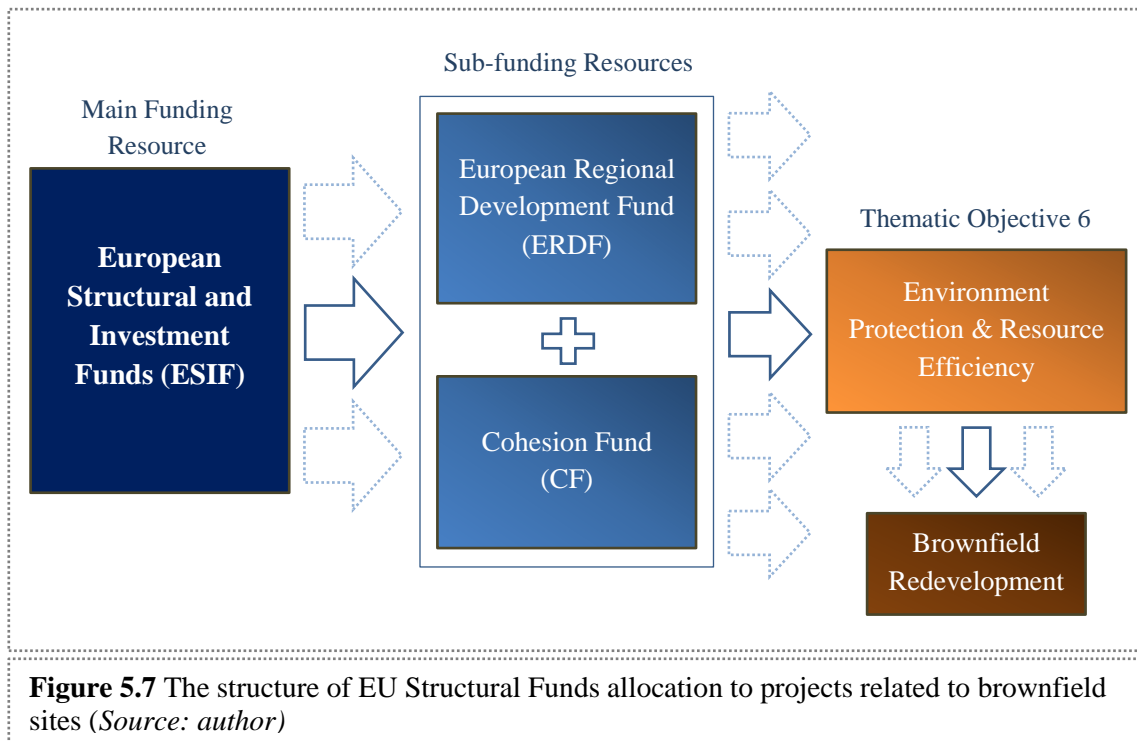 Main Funding
Resource
European
Structural and
Investment
Funds (ESIF)
Sub-funding Resources
European Regional
Development Fund
(ERDF)
Cohesion Fund
(CF)
Thematic Objective 6
Environment
Protection & Resource
Efficiency
Brownfield
Redevelopment
Figure 5.7 The structure of EU Structural Funds allocation to projects related to brownfield
sites (Source: author)